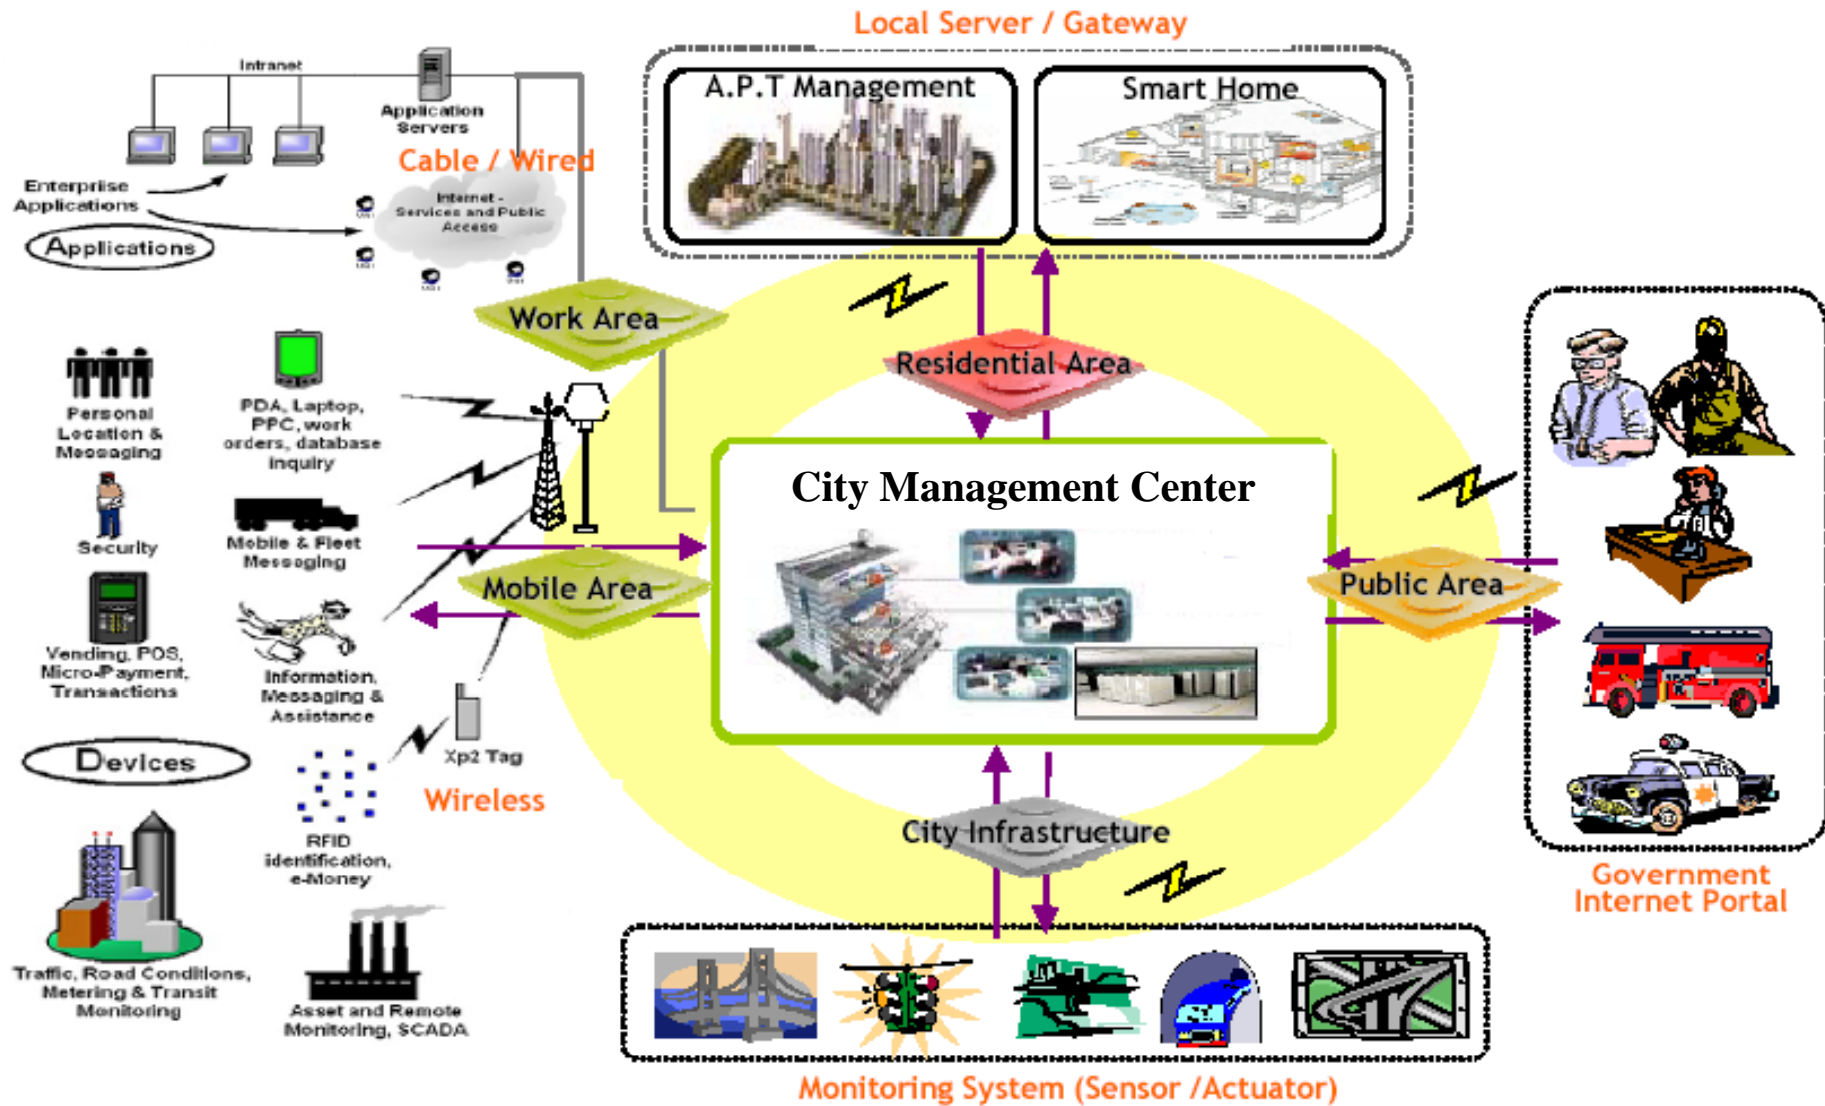 Local Server / Gateway
A.P.T Management
Smart Home
Intranet
Application
Servers
Cable / Wired
Enterprise
Applications
Internet -
Services and Public
Access
Applications
Work Area
Residential Area
Personal
Location &
Messaging
PDA, Laptop,
PPC, work
orders, database
inquiry
City Management Center
Security
Mobile & Fleet
Messaging
Mobile Area
Public Area
Vending, POS,
Micro-Payment,
Transactions
Information,
Messaging &
Assistance
Devices
Xp2 Tag
Wireless
RFID
identification,
e-Money
City Infrastructure
Government
Internet Portal
Traffic, Road Conditions,
Metering & Transit
Monitoring
Asset and Remote
Monitoring, SCADA
Monitoring System (Sensor /Actuator)